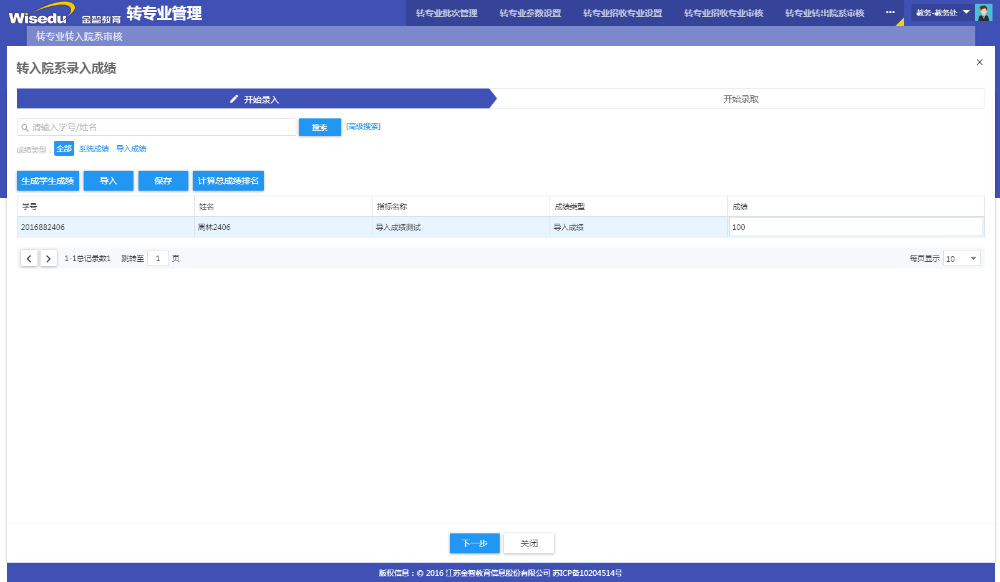 Wisedu 金智教育 转专业管理 转专业批次管理 转专业参数设置 转专业招收专业设置 转专业招收专业审核 转专业转出院系审核 ··· 教务-教务处
转专业转入院系审核
转入院系录入成绩 ×
开始录入 开始录取
请输入学号/姓名 搜索 [高级搜索]
成绩类型： 全部 系统成绩 导入成绩
生成学生成绩 导入 保存 计算总成绩排名
学号 姓名 指标名称 成绩类型 成绩
2016882406 周林2406 导入成绩测试 导入成绩 100
1-1总记录数1 跳转至 1 页 每页显示 10
下一步 关闭
版权信息：© 2016 江苏金智教育信息股份有限公司 苏ICP备10204514号